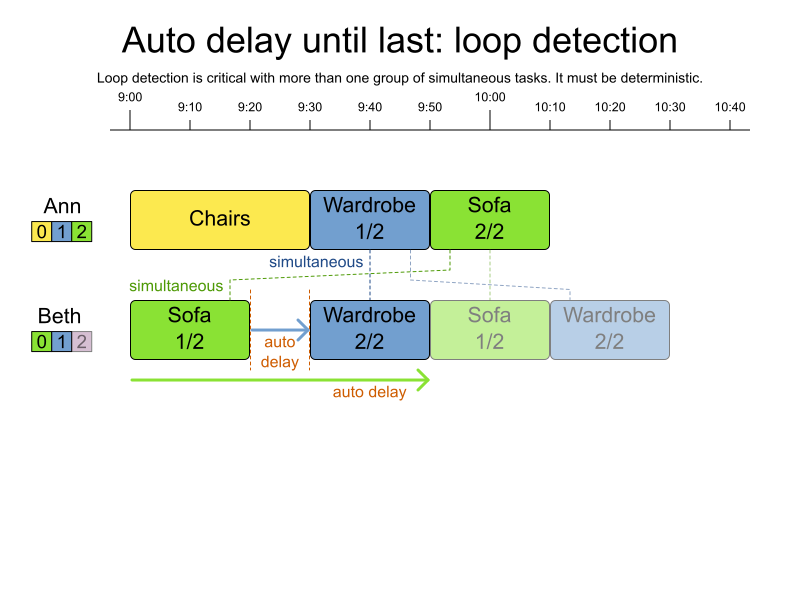 Auto delay until last: loop detection
Loop detection is critical with more than one group of simultaneous tasks. It must be deterministic.
9:00 9:10 9:20 9:30 9:40 9:50 10:00 10:10 10:20 10:30 10:40
Ann
0 1 2
Chairs
Wardrobe
1/2
Sofa
2/2
simultaneous
simultaneous
Beth
0 1 2
Sofa
1/2
auto
delay
Wardrobe
2/2
Sofa
1/2
Wardrobe
2/2
auto delay